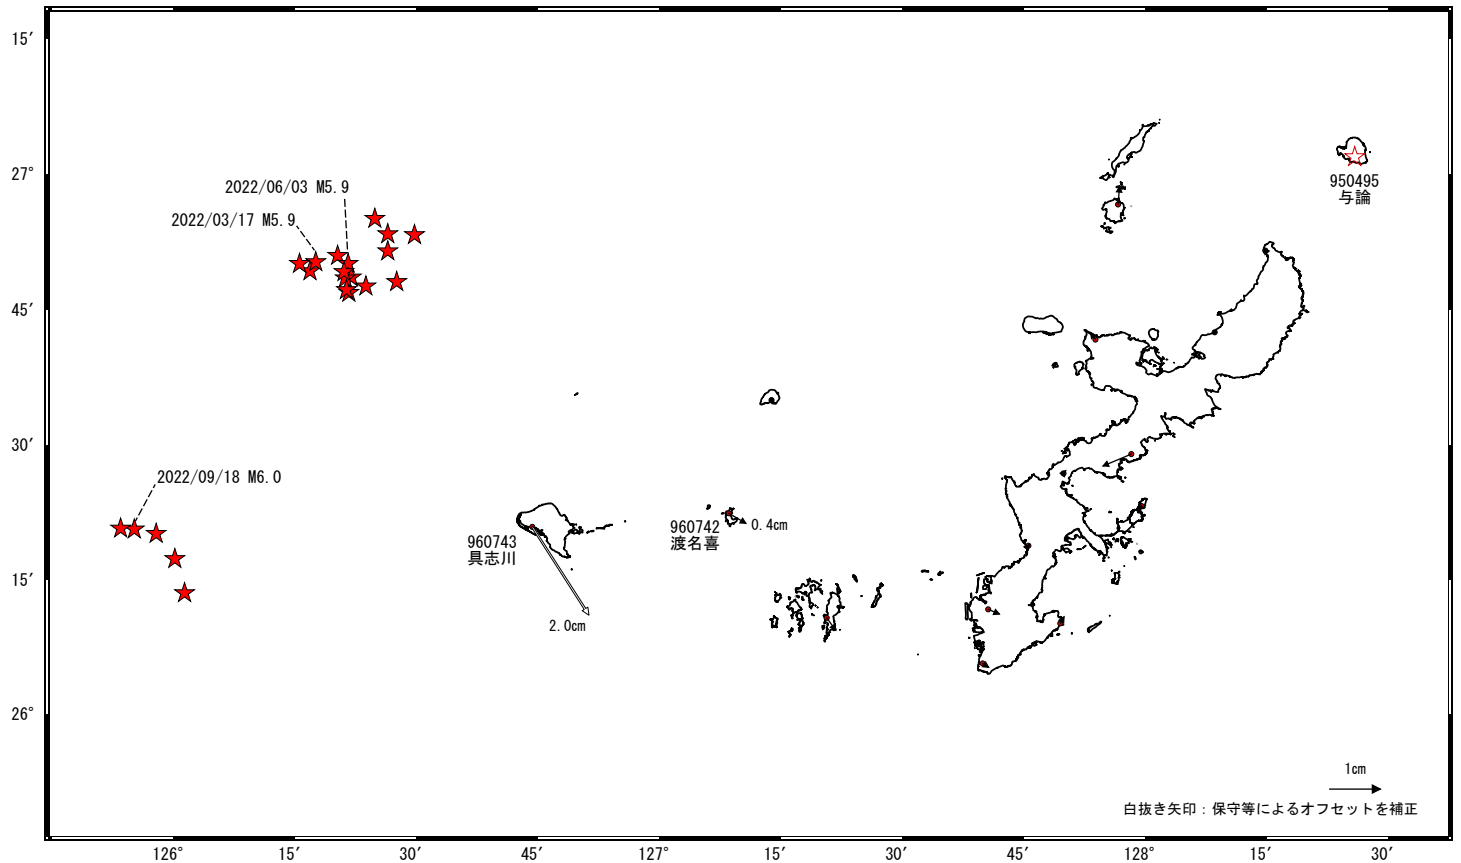 15′
27°
45′
30′
15′
26°
2022/06/03 M5.9
2022/03/17 M5.9
2022/09/18 M6.0
950495
与論
960743
具志川
2.0cm
960742
渡名喜
0.4cm
1cm
白抜き矢印：保守等によるオフセットを補正
126°
15′
30′
45′
127°
15′
30′
45′
128°
15′
30′